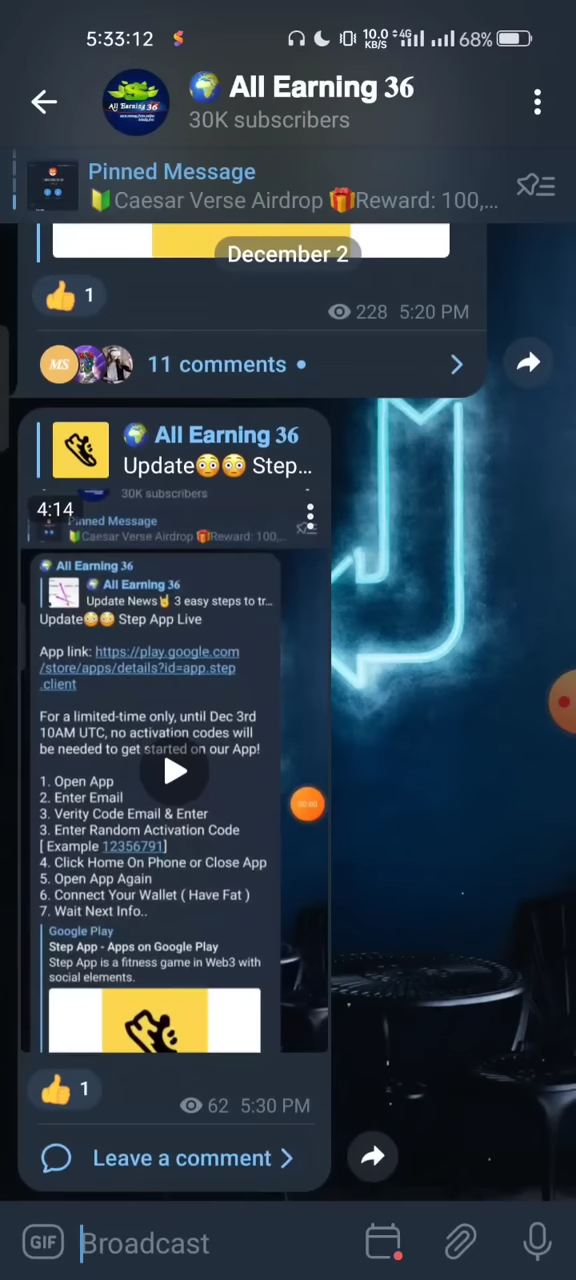 5:33:12
10.0 KB/S 4G 68%
🌍 All Earning 36
30K subscribers
Pinned Message
🔰Caesar Verse Airdrop 🎁Reward: 100,...
December 2
👍 1
228 5:20 PM
MS 11 comments
🌍 All Earning 36
Update😳😳 Step...
30K subscribers
4:14
Pinned Message
🔰Caesar Verse Airdrop 🎁Reward: 100,...
🌍 All Earning 36
🌍 All Earning 36
Update News🤘 3 easy steps to tr...
Update😳😳 Step App Live
App link: https://play.google.com
/store/apps/details?id=app.step
.client
For a limited-time only, until Dec 3rd
10AM UTC, no activation codes will
be needed to get started on our App!
1. Open App
2. Enter Email
3. Verity Code Email & Enter
3. Enter Random Activation Code
[ Example 12356791]
4. Click Home On Phone or Close App
5. Open App Again
6. Connect Your Wallet ( Have Fat )
7. Wait Next Info..
00:00
Google Play
Step App - Apps on Google Play
Step App is a fitness game in Web3 with
social elements.
👍 1
62 5:30 PM
Leave a comment
GIF Broadcast